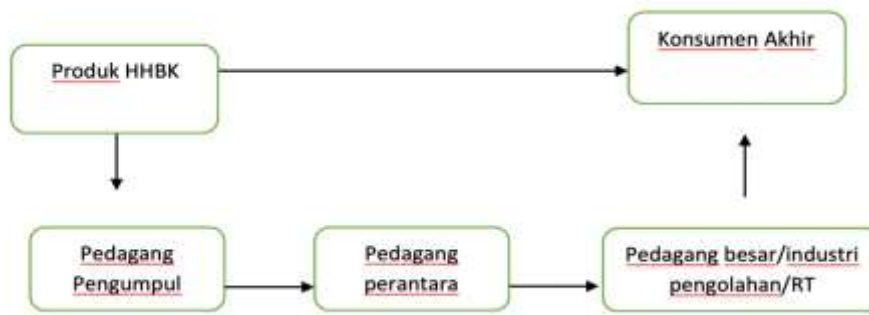 Produk HHBK
Konsumen Akhir
Pedagang
Pengumpul
Pedagang
perantara
Pedagang besar/industri
pengolahan/RT